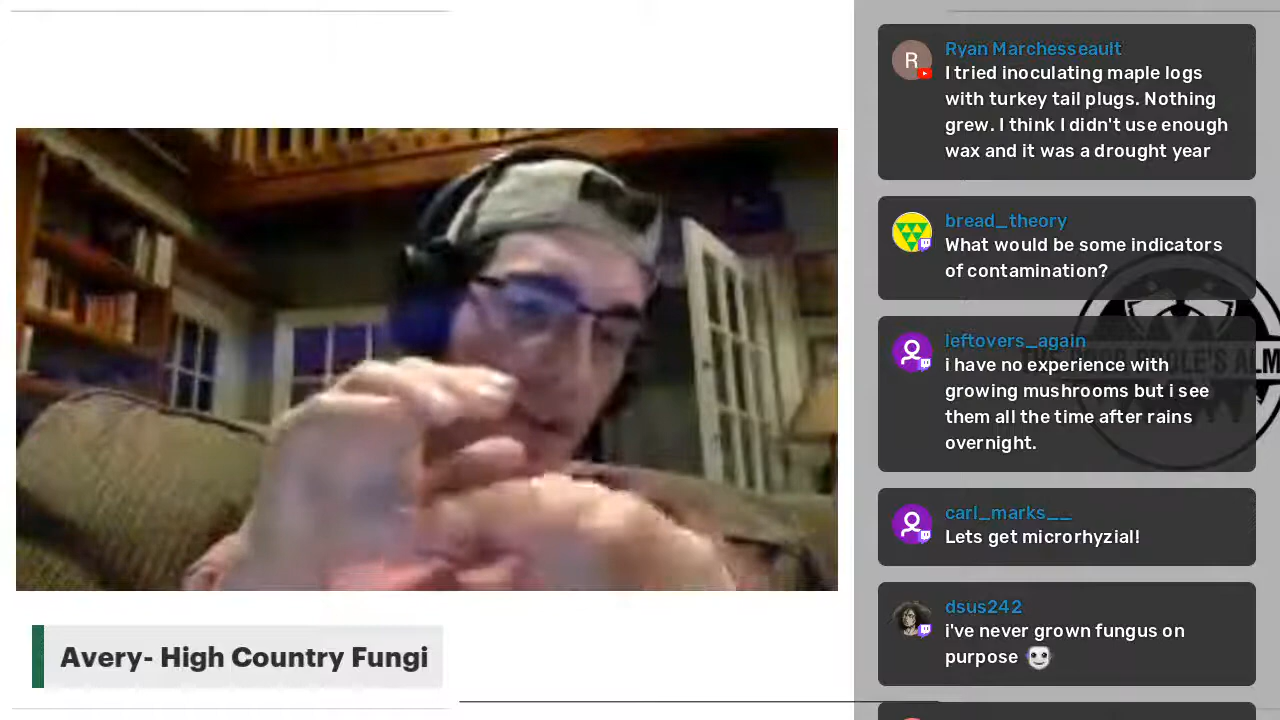 Ryan Marchesseault
I tried inoculating maple logs
with turkey tail plugs. Nothing
grew. I think I didn't use enough
wax and it was a drought year
bread_theory
What would be some indicators
of contamination?
leftovers_again
i have no experience with
growing mushrooms but i see
them all the time after rains
overnight.
carl_marks__
Lets get microrhyzial!
dsus242
i've never grown fungus on
purpose
Avery- High Country Fungi
R